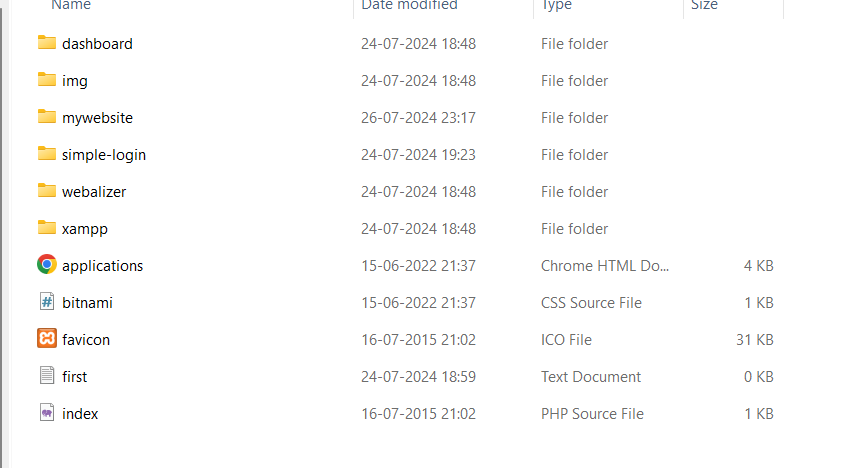 Name Date modified Type Size
dashboard 24-07-2024 18:48 File folder
img 24-07-2024 18:48 File folder
mywebsite 26-07-2024 23:17 File folder
simple-login 24-07-2024 19:23 File folder
webalizer 24-07-2024 18:48 File folder
xampp 24-07-2024 18:48 File folder
applications 15-06-2022 21:37 Chrome HTML Do... 4 KB
bitnami 15-06-2022 21:37 CSS Source File 1 KB
favicon 16-07-2015 21:02 ICO File 31 KB
first 24-07-2024 18:59 Text Document 0 KB
index 16-07-2015 21:02 PHP Source File 1 KB